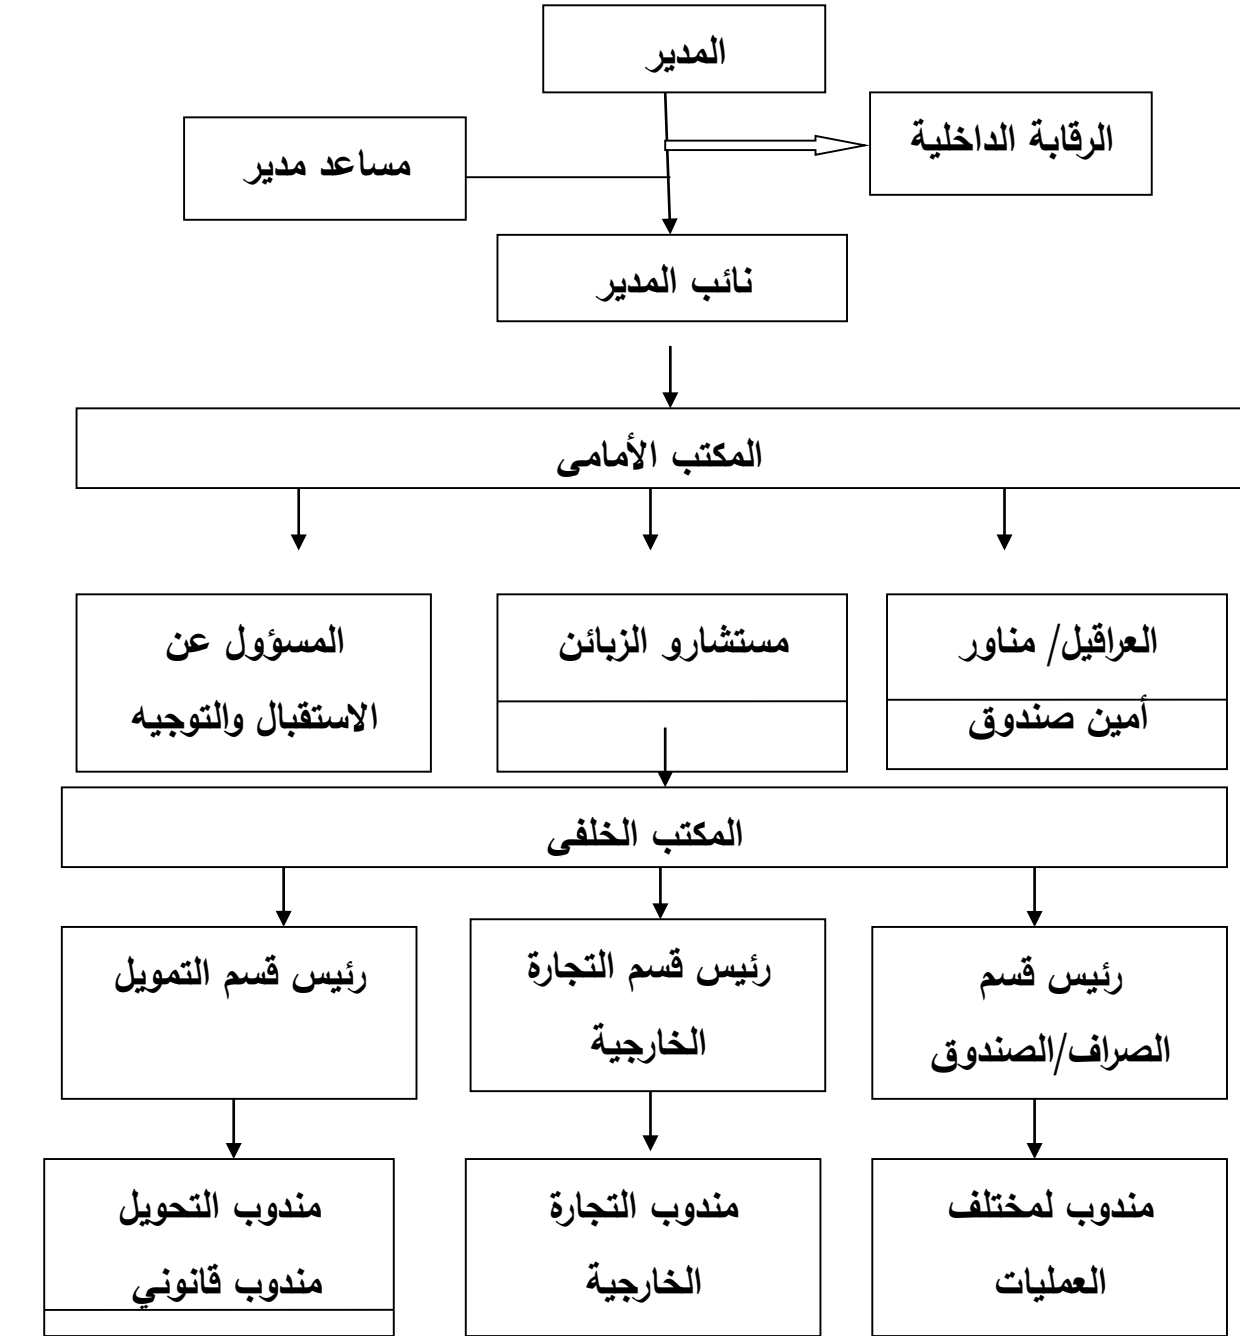 المدير
الرقابة الداخلية
مساعد مدير
نائب المدير
المكتب الأمامى
العراقيل/ مناور
أمين صندوق
مستشارو الزبائن
المسؤول عن
الاستقبال والتوجيه
المكتب الخلفى
رئيس قسم
الصراف/الصندوق
رئيس قسم التجارة
الخارجية
رئيس قسم التمويل
مندوب لمختلف
العمليات
مندوب التجارة
الخارجية
مندوب التحويل
مندوب قانوني